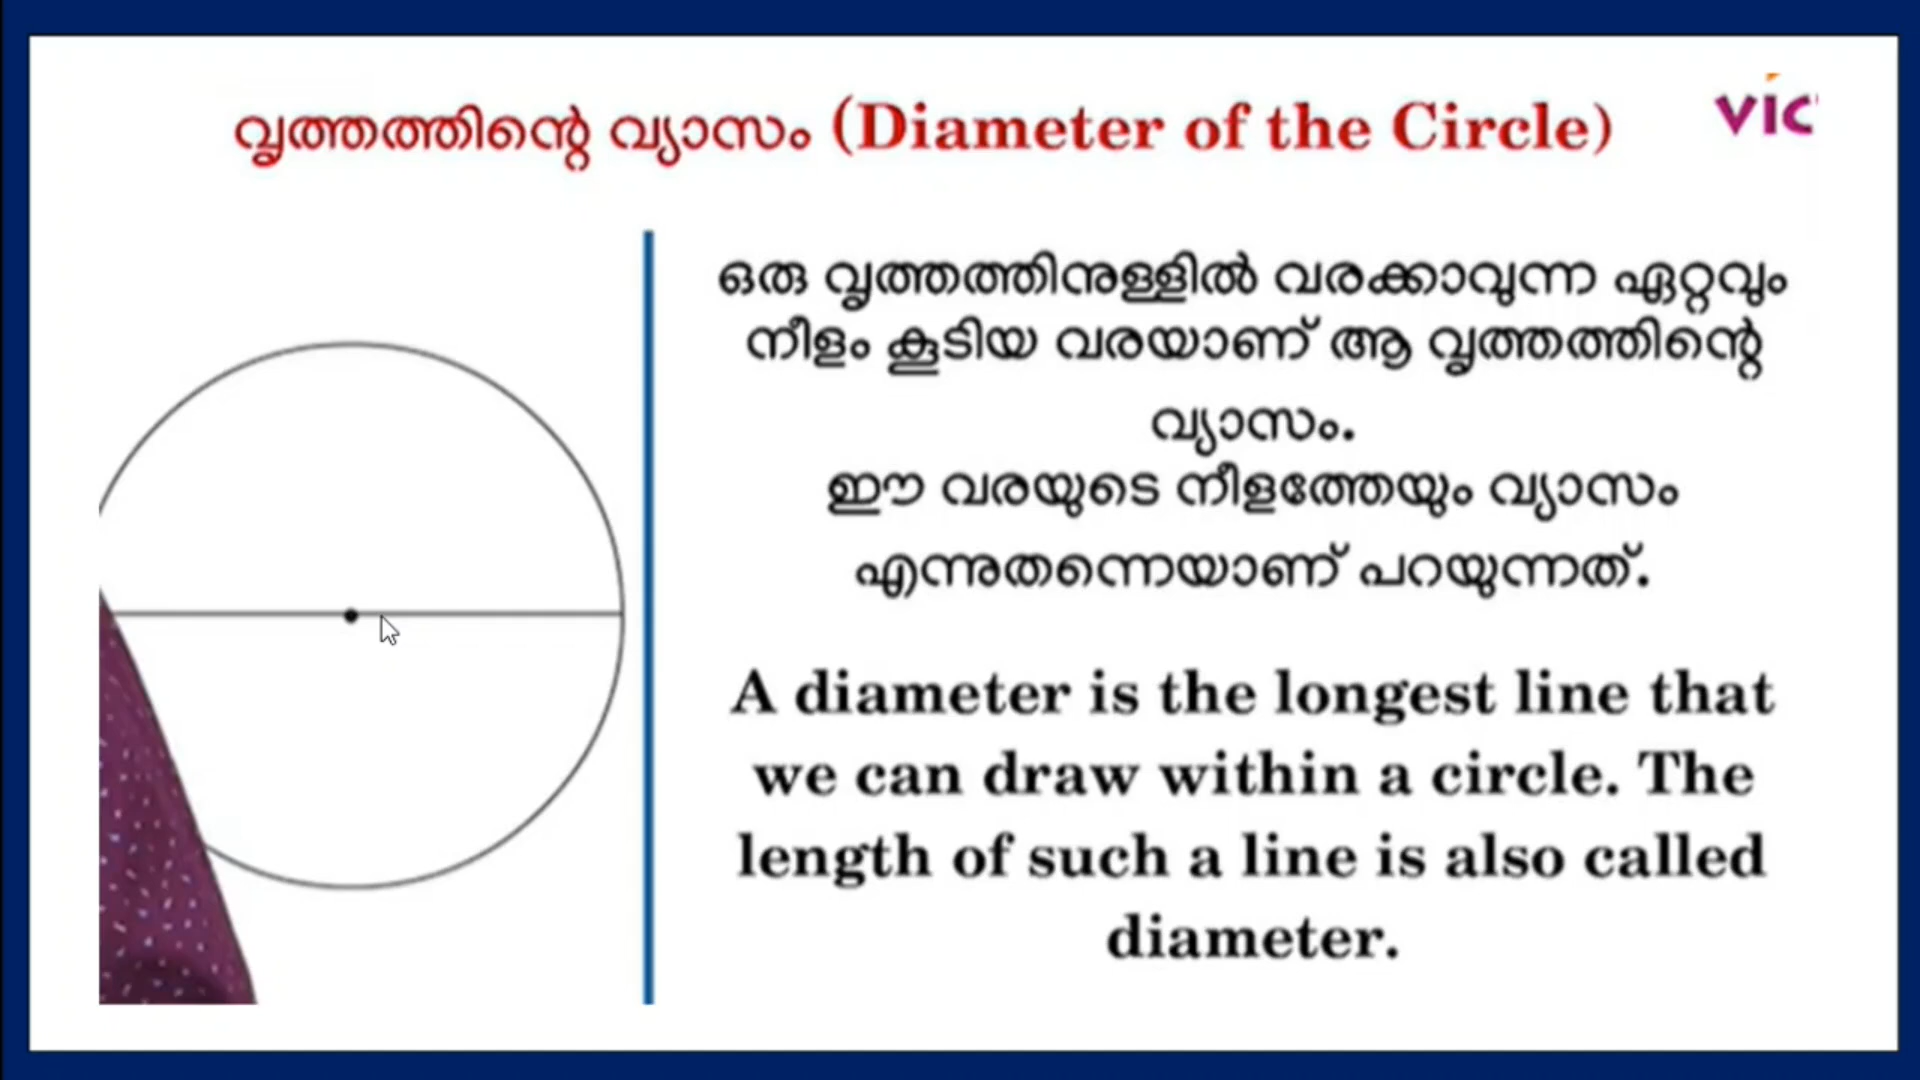 വൃത്തത്തിന്റെ വ്യാസം (Diameter of the Circle)
vic
ഒരു വൃത്തത്തിനുള്ളിൽ വരക്കാവുന്ന ഏറ്റവും
നീളം കൂടിയ വരയാണ് ആ വൃത്തത്തിന്റെ
വ്യാസം.
ഈ വരയുടെ നീളത്തേയും വ്യാസം
എന്നുതന്നെയാണ് പറയുന്നത്.
A diameter is the longest line that
we can draw within a circle. The
length of such a line is also called
diameter.